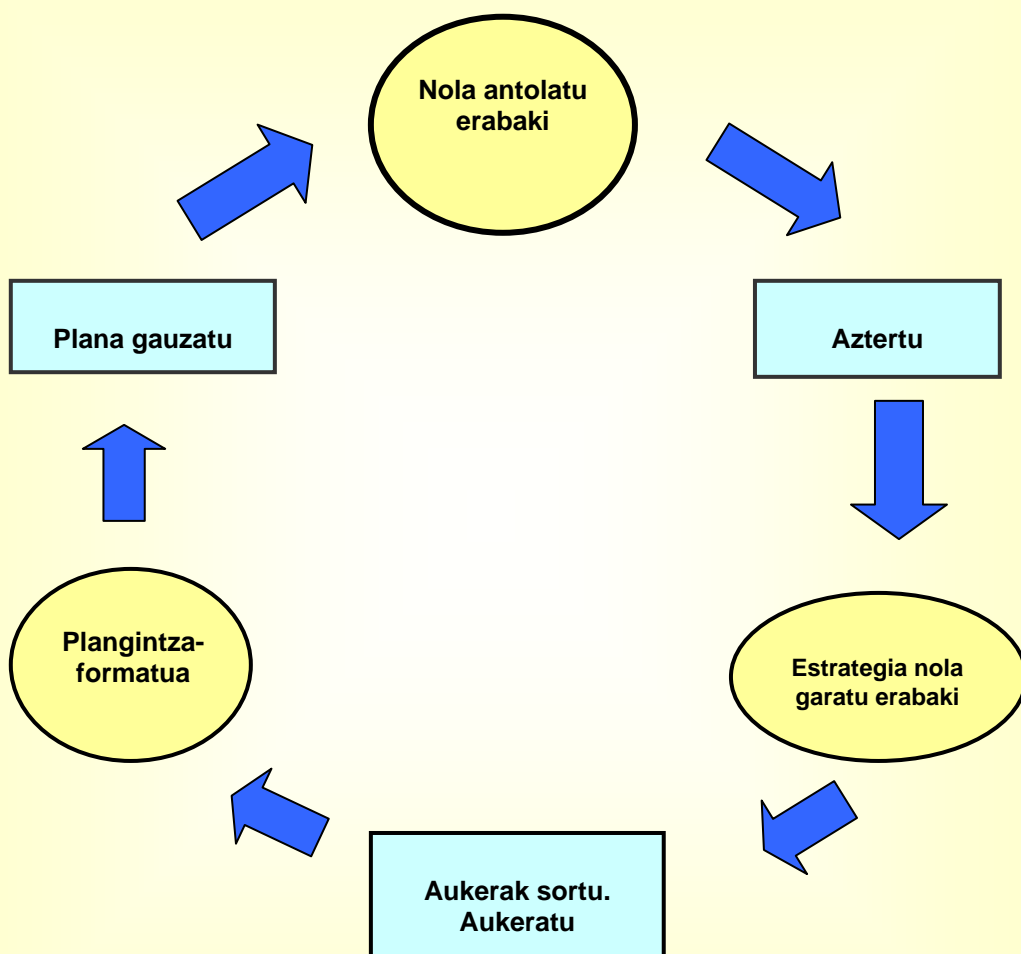 Nola antolatu
erabaki
Plana gauzatu
Aztertu
Plangintza-
formatua
Estrategia nola
garatu erabaki
Aukerak sortu.
Aukeratu